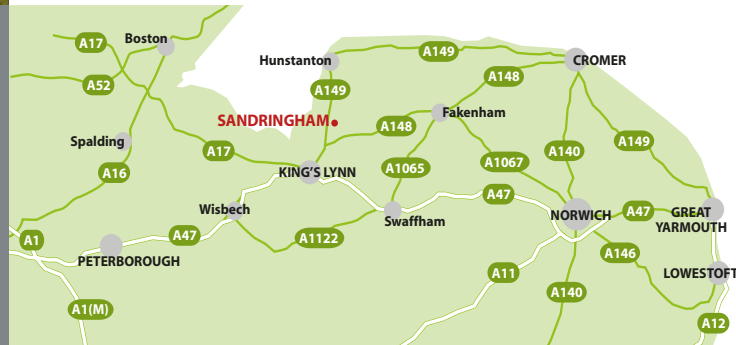 Boston
A17
A149
Hunstanton
CROMER
A148
A52
A149
Fakenham
SANDRINGHAM
A148
Spalding
A149
A17
A140
A1067
A1065
A16
KING'S LYNN
A47
Wisbech
Swaffham
NORWICH
A47
GREAT
YARMOUTH
A1
A47
A1122
A146
PETERBOROUGH
A11
LOWESTOFT
A140
A1(M)
A12